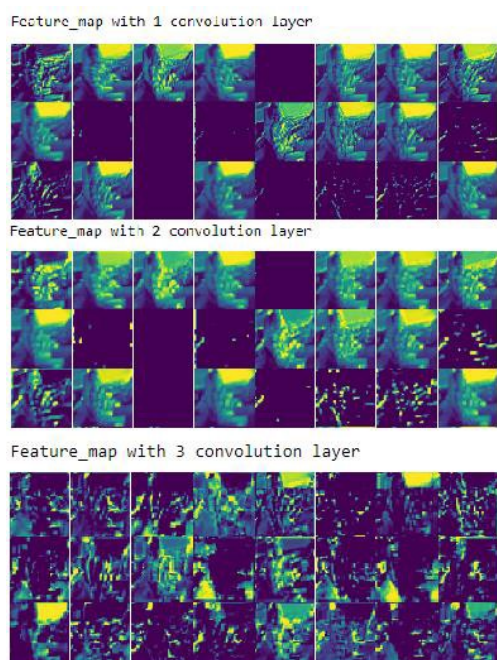 Feature_map with 1 convolution layer
Feature_map with 2 convolution layer
Feature_map with 3 convolution layer